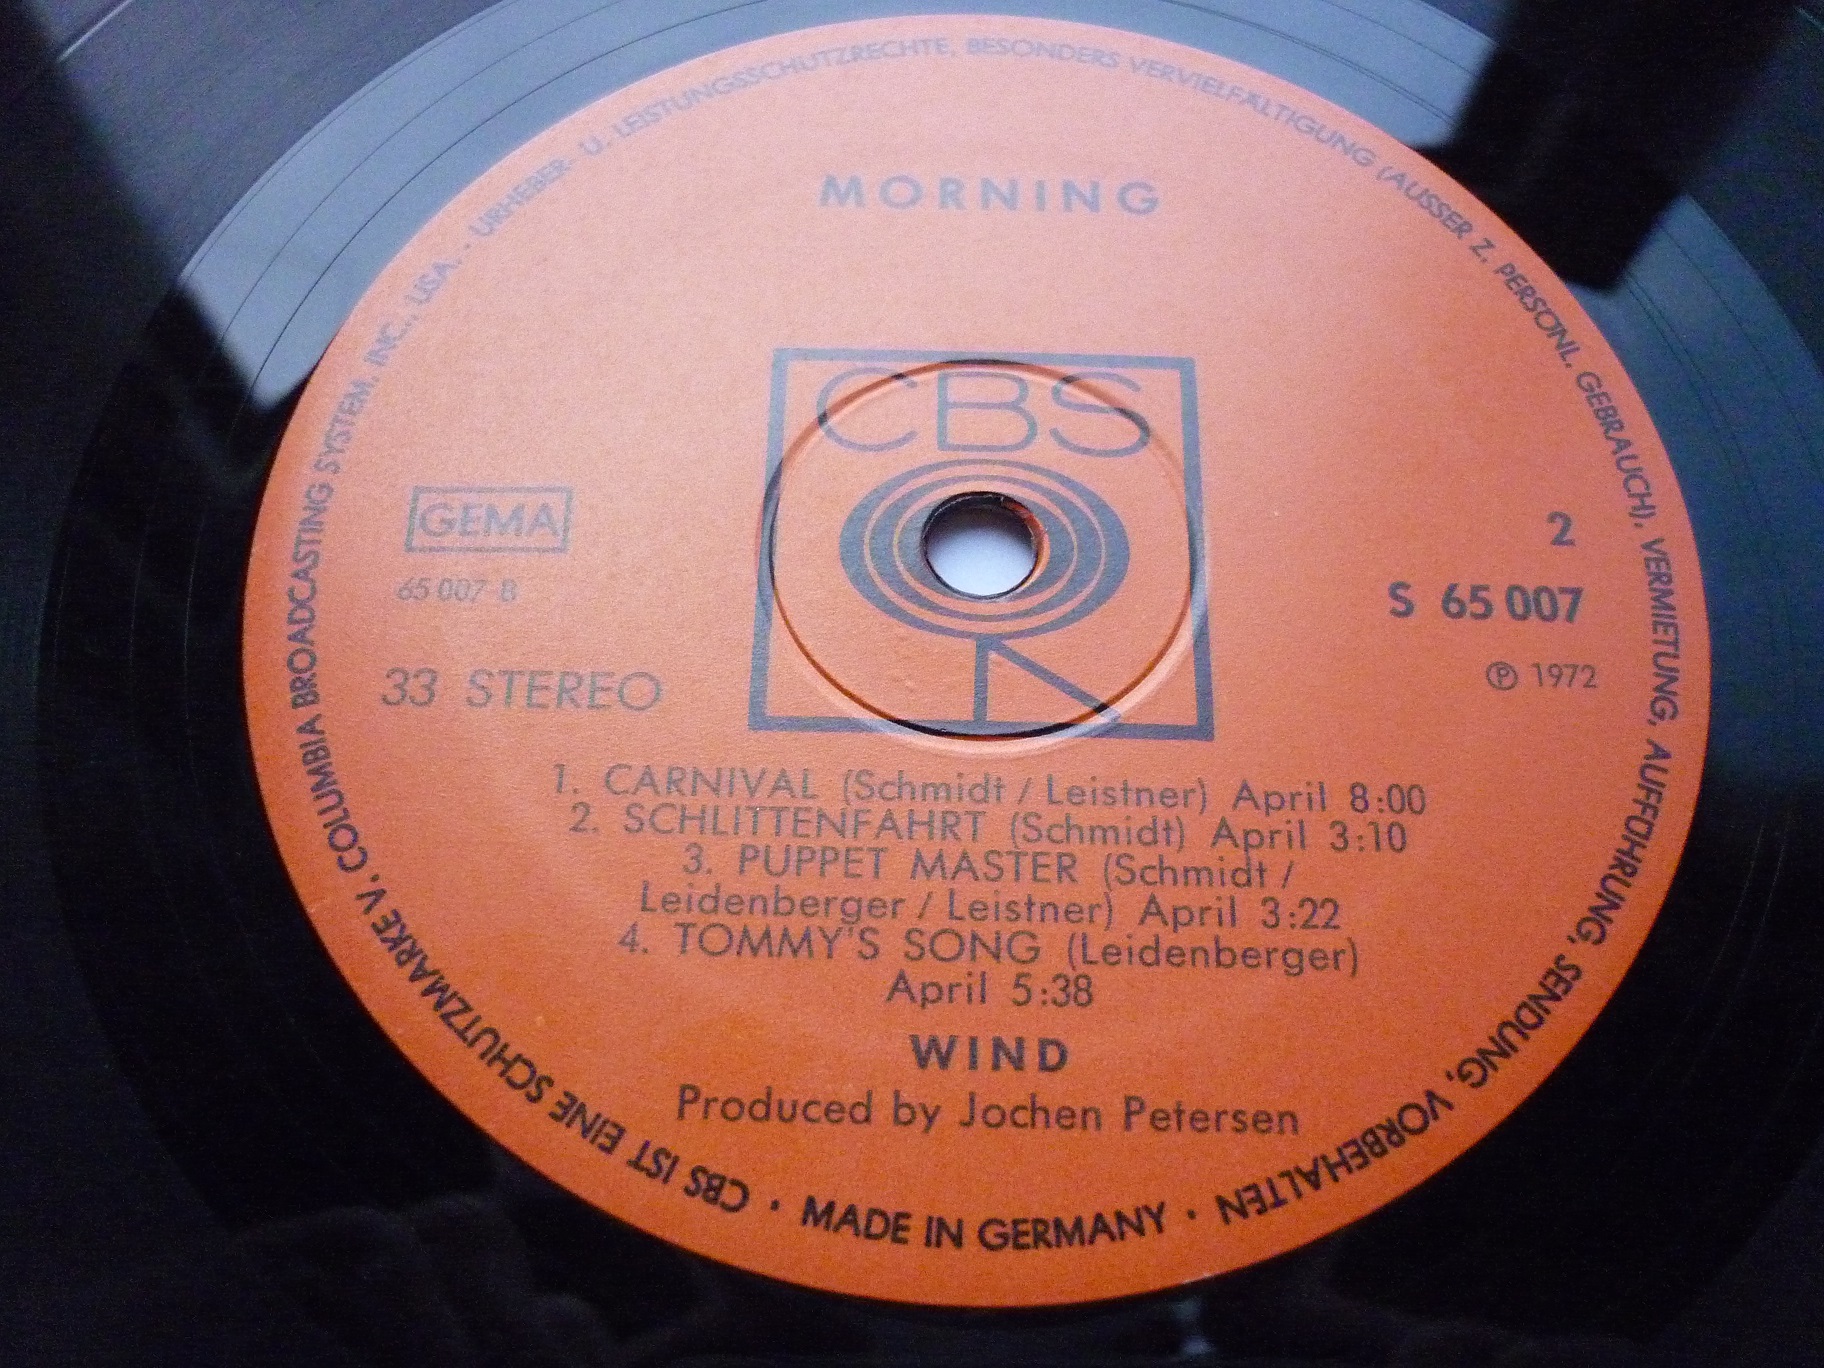 CBS IST EINE SCHUTZMARKE V. COLUMBIA BROADCASTING SYSTEM, INC., USA. · URHEBER- U. LEISTUNGSSCHUTZRECHTE, BESONDERS VERVIELFÄLTIGUNG (AUSSER Z. PERSÖNL. GEBRAUCH), VERMIETUNG, AUFFÜHRUNG, SENDUNG, VORBEHALTEN · MADE IN GERMANY ·
MORNING
CBS
GEMA
65 007 B
33 STEREO
2
S 65 007
℗ 1972
1. CARNIVAL (Schmidt / Leistner) April 8:00
2. SCHLITTENFAHRT (Schmidt) April 3:10
3. PUPPET MASTER (Schmidt /
Leidenberger / Leistner) April 3:22
4. TOMMY'S SONG (Leidenberger)
April 5:38
WIND
Produced by Jochen Petersen